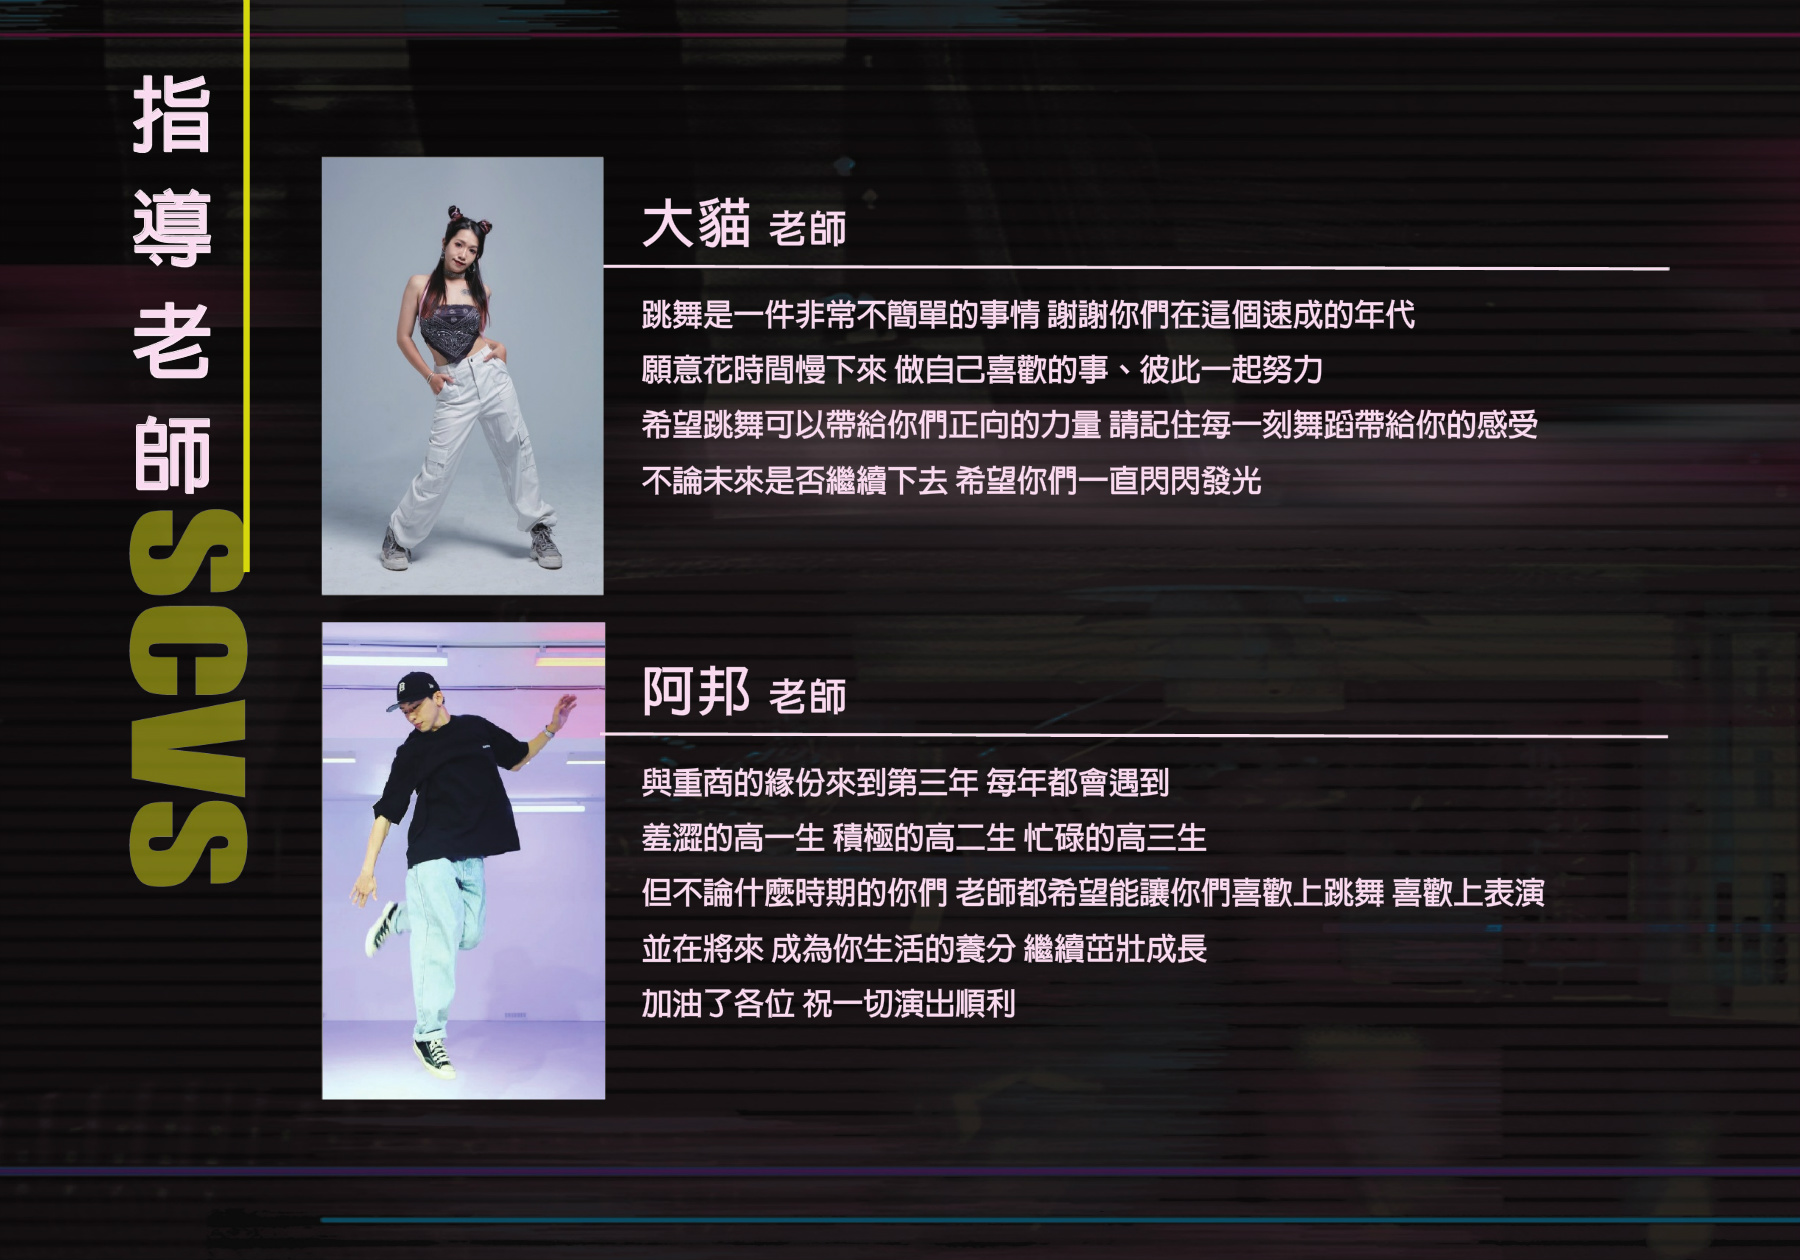 指導老師
SCVS
大貓 老師
跳舞是一件非常不簡單的事情 謝謝你們在這個速成的年代
願意花時間慢下來 做自己喜歡的事、彼此一起努力
希望跳舞可以帶給你們正向的力量 請記住每一刻舞蹈帶給你的感受
不論未來是否繼續下去 希望你們一直閃閃發光
阿邦 老師
與重商的緣份來到第三年 每年都會遇到
羞澀的高一生 積極的高二生 忙碌的高三生
但不論什麼時期的你們 老師都希望能讓你們喜歡上跳舞 喜歡上表演
並在將來 成為你生活的養分 繼續茁壯成長
加油了各位 祝一切演出順利